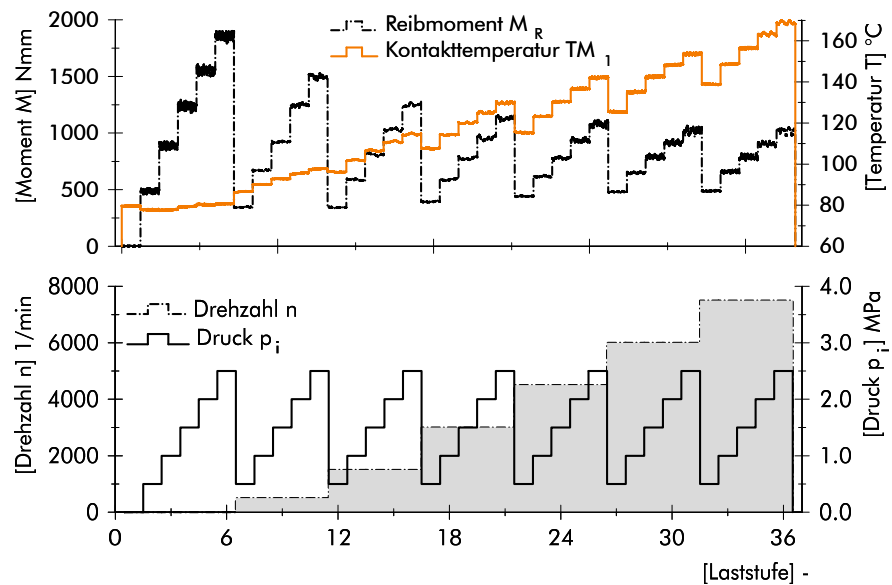 [Moment M] Nmm
2000
1500
1000
500
0
Reibmoment M R
Kontakttemperatur TM 1
160
140
120
100
80
60
[Temperatur T] °C
[Drehzahl n] 1/min
8000
6000
4000
2000
0
Drehzahl n
Druck p i
4.0
3.0
2.0
1.0
0.0
[Druck p i] MPa
0 6 12 18 24 30 36
[Laststufe] -